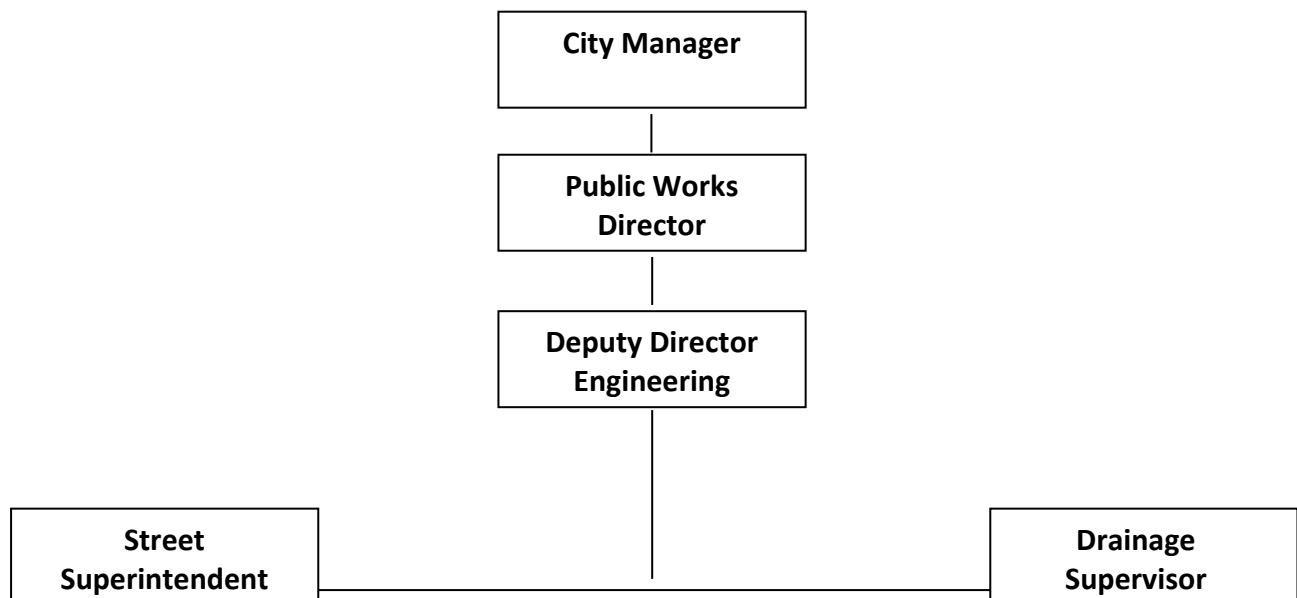 City Manager
Public Works
Director
Deputy Director
Engineering
Street
Superintendent
Drainage
Supervisor